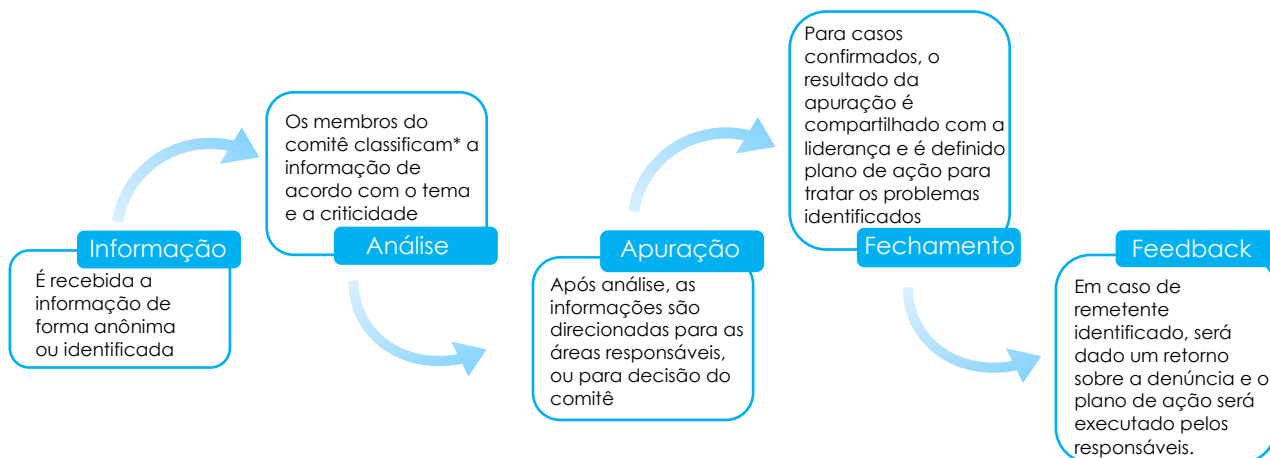 Informação
É recebida a
informação de
forma anônima
ou identificada
Os membros do
comitê classificam* a
informação de
acordo com o tema
e a criticidade
Análise
Apuração
Após análise, as
informações são
direcionadas para as
áreas responsáveis,
ou para decisão do
comitê
Para casos
confirmados, o
resultado da
apuração é
compartilhado com a
liderança e é definido
plano de ação para
tratar os problemas
identificados
Fechamento
Feedback
Em caso de
remetente
identificado, será
dado um retorno
sobre a denúncia e o
plano de ação será
executado pelos
responsáveis.